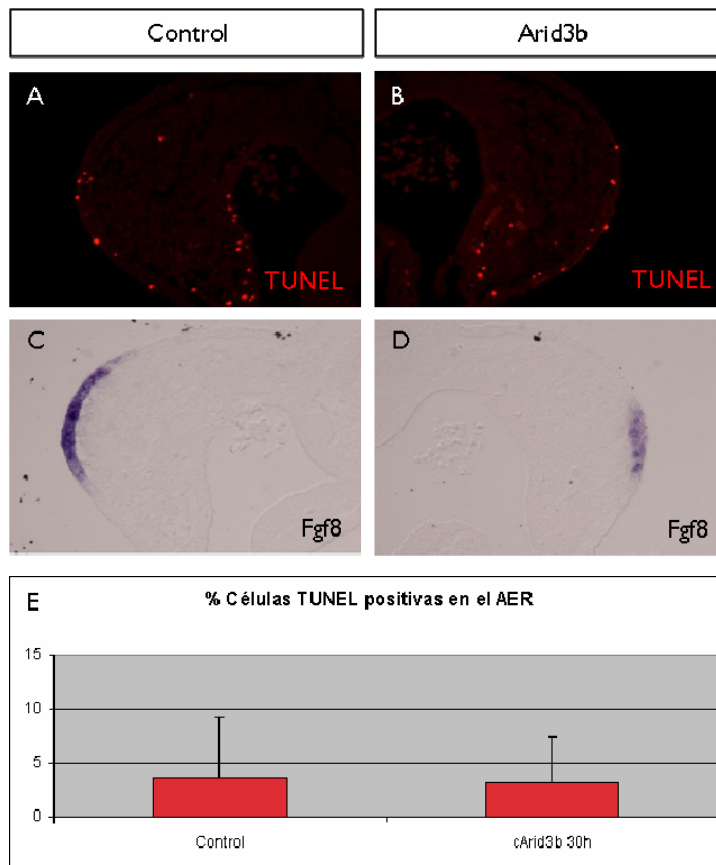 Control
Arid3b
A
B
TUNEL
TUNEL
C
D
Fgf8
Fgf8
E
% Células TUNEL positivas en el AER
15
10
5
0
Control
cArid3b 30h